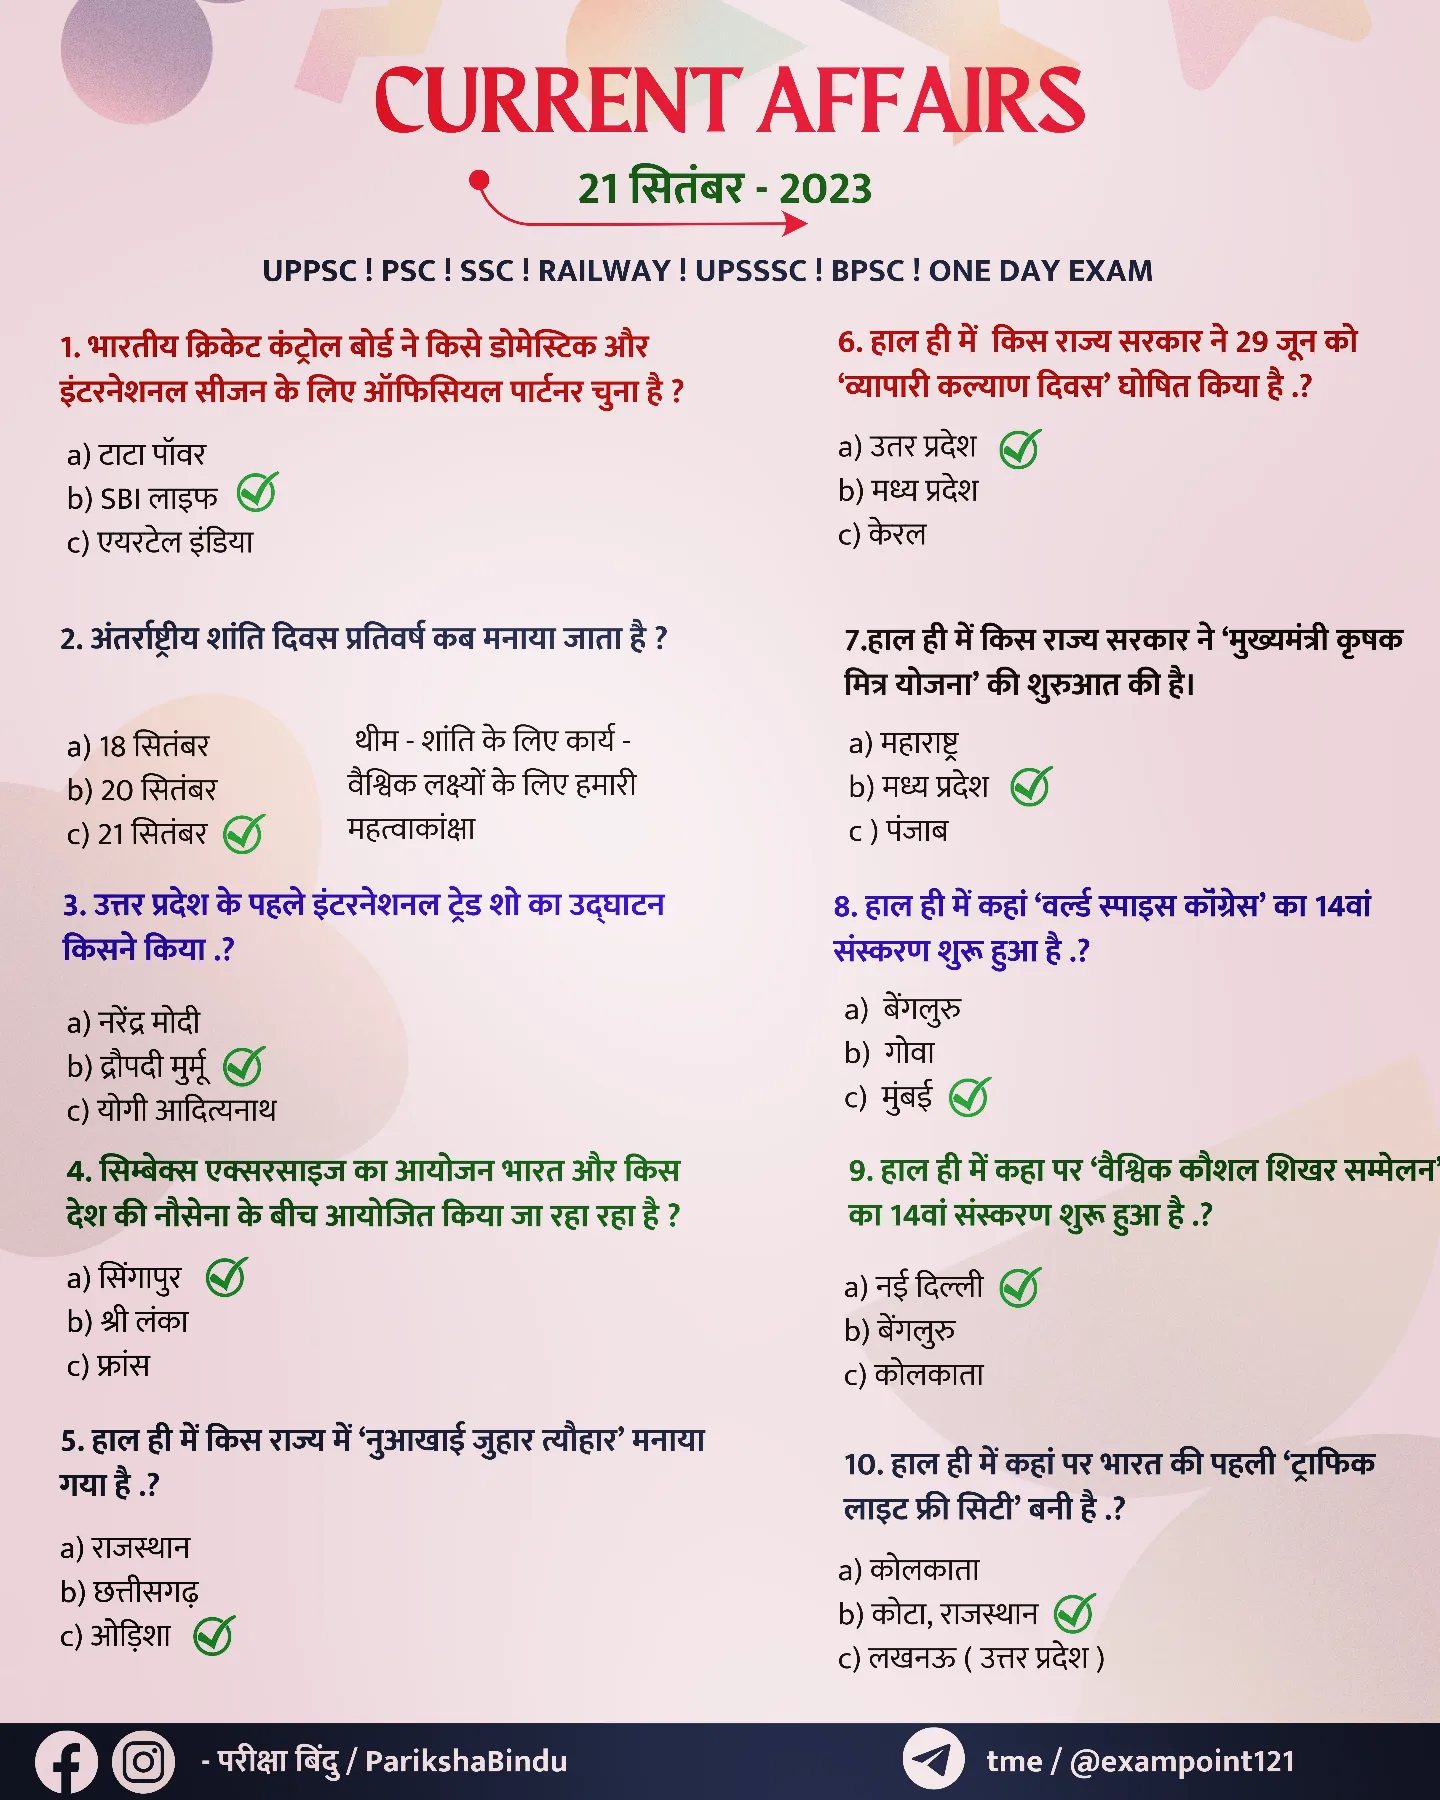 CURRENT AFFAIRS
21 सितंबर - 2023
UPPSC ! PSC ! SSC ! RAILWAY ! UPSSSC ! BPSC ! ONE DAY EXAM
1. भारतीय क्रिकेट कंट्रोल बोर्ड ने किसे डोमेस्टिक और
इंटरनेशनल सीजन के लिए ऑफिसियल पार्टनर चुना है ?
a) टाटा पॉवर
b) SBI लाइफ
c) एयरटेल इंडिया
2. अंतर्राष्ट्रीय शांति दिवस प्रतिवर्ष कब मनाया जाता है ?
a) 18 सितंबर
b) 20 सितंबर
c) 21 सितंबर
थीम - शांति के लिए कार्य -
वैश्विक लक्ष्यों के लिए हमारी
महत्वाकांक्षा
3. उत्तर प्रदेश के पहले इंटरनेशनल ट्रेड शो का उद्घाटन
किसने किया .?
a) नरेंद्र मोदी
b) द्रौपदी मुर्मू
c) योगी आदित्यनाथ
4. सिम्बेक्स एक्सरसाइज का आयोजन भारत और किस
देश की नौसेना के बीच आयोजित किया जा रहा रहा है ?
a) सिंगापुर
b) श्री लंका
c) फ्रांस
5. हाल ही में किस राज्य में ‘नुआखाई जुहार त्यौहार’ मनाया
गया है .?
a) राजस्थान
b) छत्तीसगढ़
c) ओड़िशा
6. हाल ही में किस राज्य सरकार ने 29 जून को
‘व्यापारी कल्याण दिवस’ घोषित किया है .?
a) उतर प्रदेश
b) मध्य प्रदेश
c) केरल
7.हाल ही में किस राज्य सरकार ने ‘मुख्यमंत्री कृषक
मित्र योजना’ की शुरुआत की है।
a) महाराष्ट्र
b) मध्य प्रदेश
c ) पंजाब
8. हाल ही में कहां ‘वर्ल्ड स्पाइस कॉंग्रेस’ का 14वां
संस्करण शुरू हुआ है .?
a) बेंगलुरु
b) गोवा
c) मुंबई
9. हाल ही में कहा पर ‘वैश्विक कौशल शिखर सम्मेलन’
का 14वां संस्करण शुरू हुआ है .?
a) नई दिल्ली
b) बेंगलुरु
c) कोलकाता
10. हाल ही में कहां पर भारत की पहली ‘ट्राफिक
लाइट फ्री सिटी’ बनी है .?
a) कोलकाता
b) कोटा, राजस्थान
c) लखनऊ ( उत्तर प्रदेश )
- परीक्षा बिंदु / ParikshaBindu
tme / @exampoint121